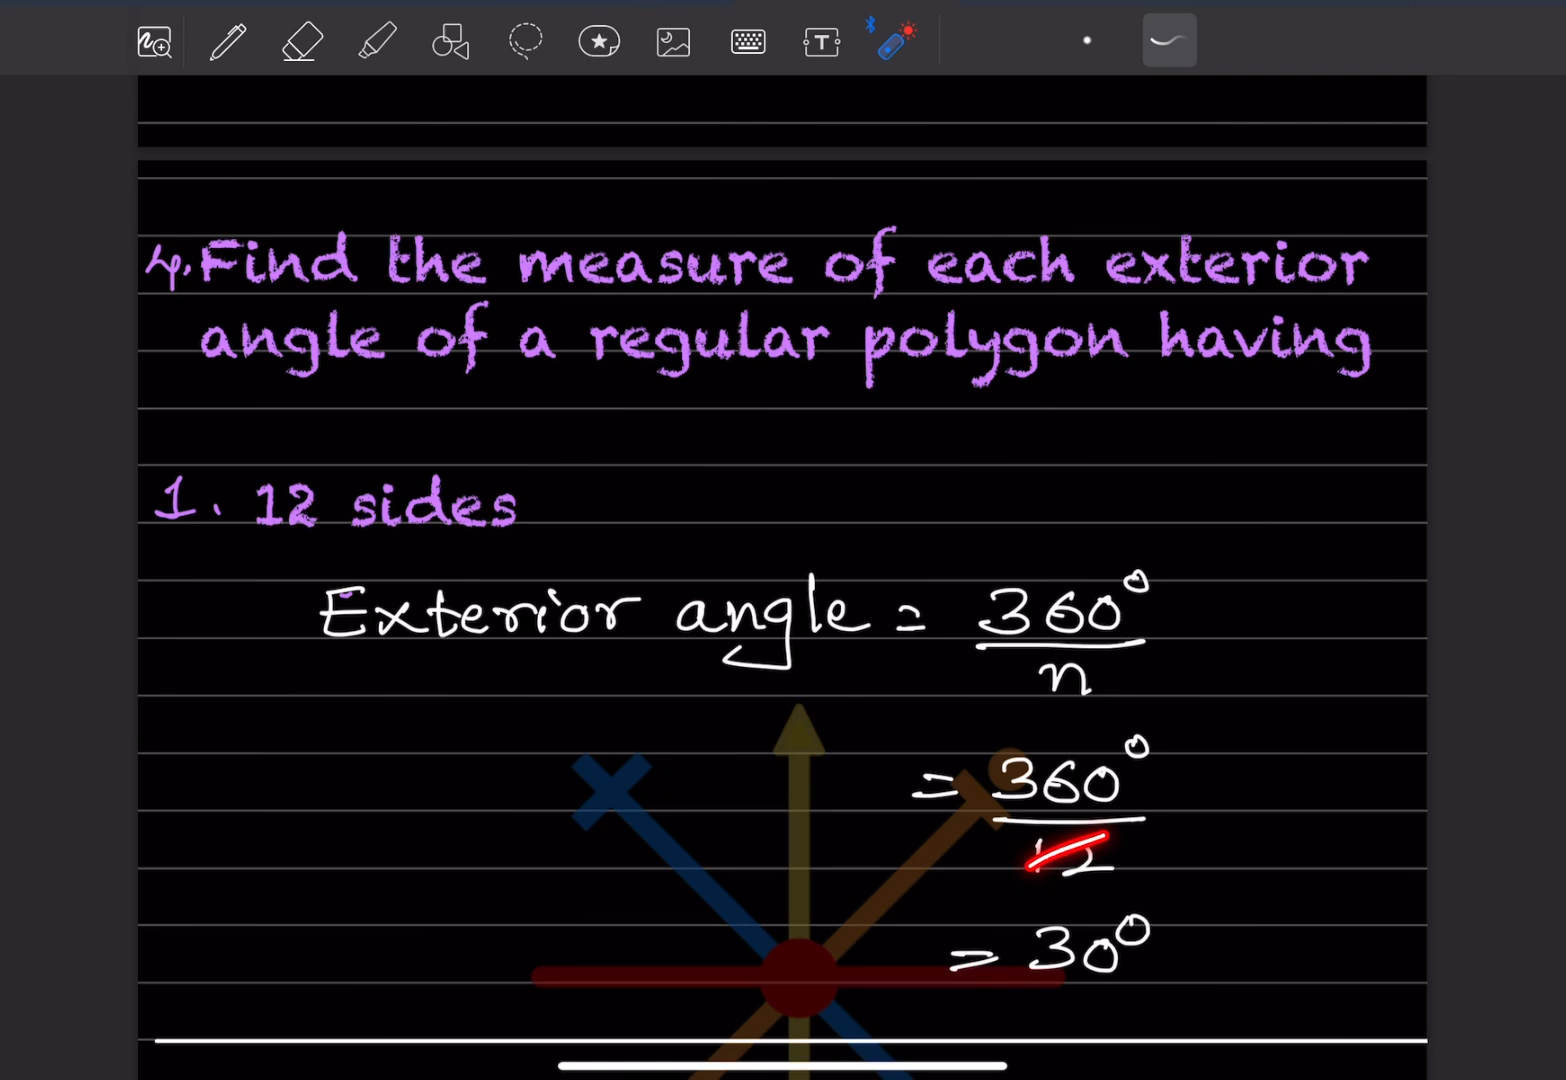 4. Find the measure of each exterior
angle of a regular polygon having
1. 12 sides
Exterior angle = 360°
n
= 360°
12
= 30°